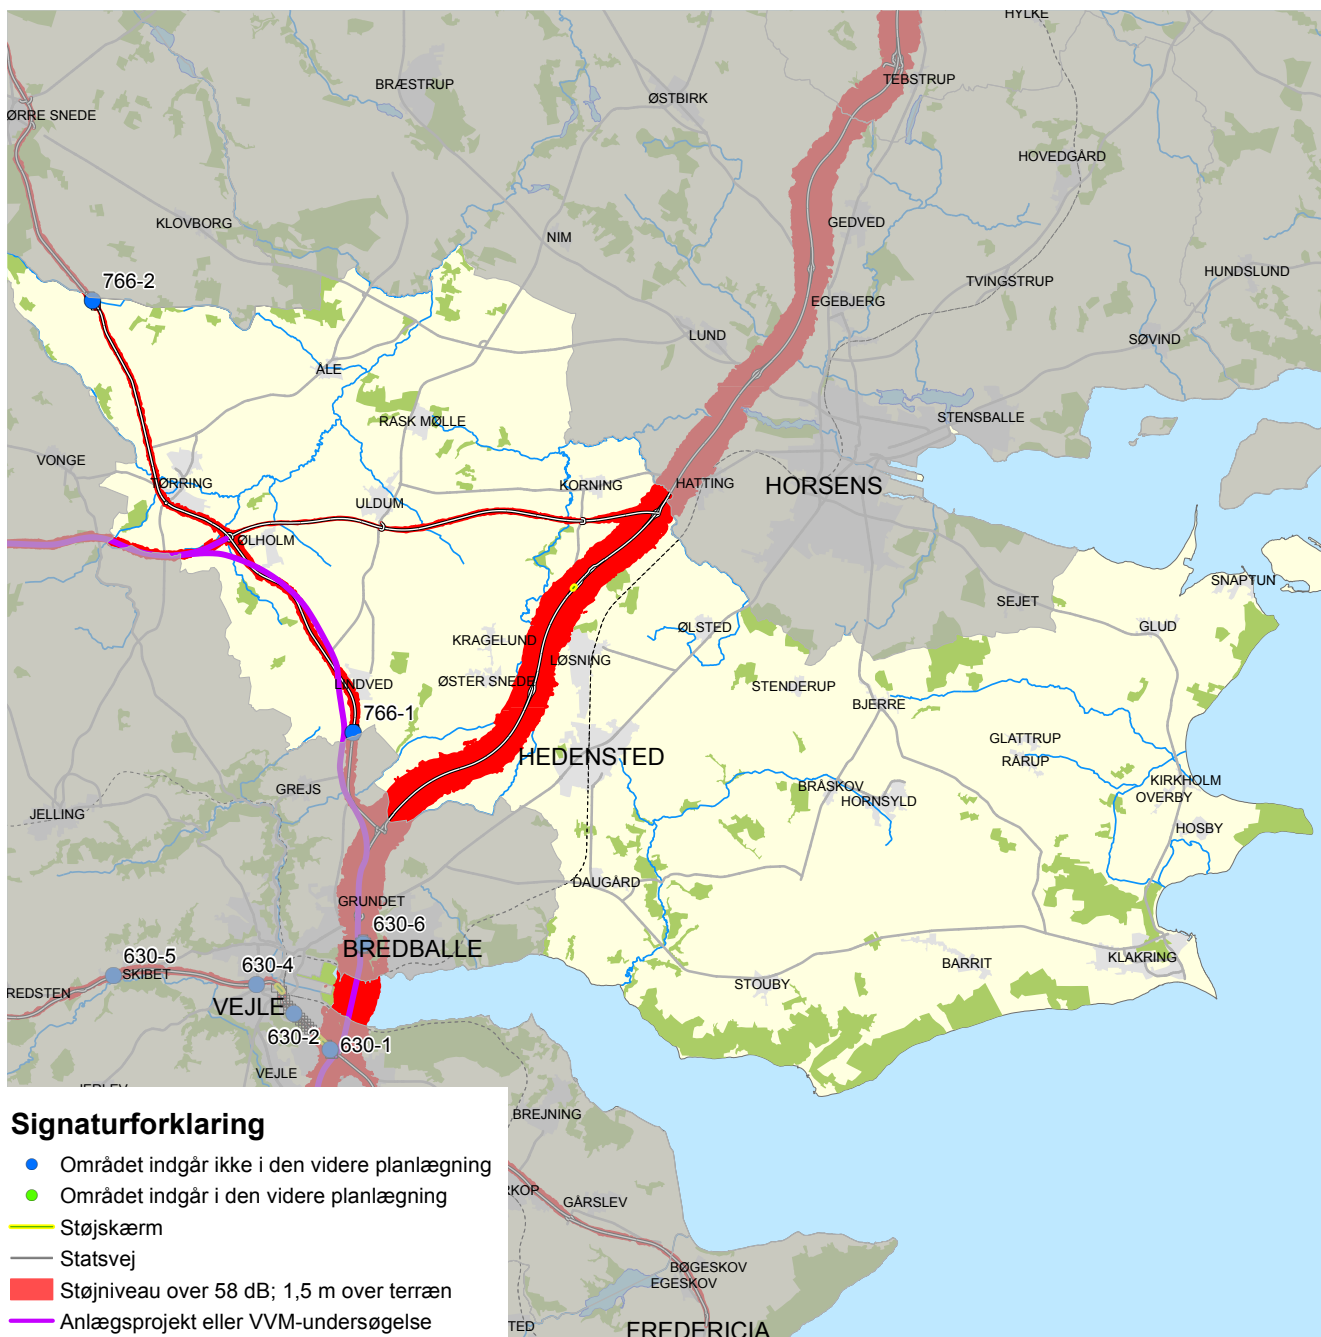 HYLKE
TEBSTRUP
BRÆSTRUP
ØSTBIRK
ØRRE SNEDE
HOVEDGÅRD
KLOVBORG
GEDVED
NIM
HUNDSLUND
766-2
TVINGSTRUP
EGEBJERG
LUND
SØVIND
ÅLE
STENSBALLE
RASK MØLLE
VONGE
TØRRING
KORNING
HATTING
HORSENS
ULDUM
ØLHOLM
SNAPTUN
SEJET
GLUD
ØLSTED
KRAGELUND
LØSNING
ØSTER SNEDE
LINDVED
STENDERUP
BJERRE
766-1
GLATTRUP
RÅRUP
HEDENSTED
KIRKHOLM
BRÅSKOV
OVERBY
GREJS
HORNSYLD
JELLING
HOSBY
DAUGÅRD
GRUNDET
630-6
BREDBALLE
630-5
630-4
SKIBET
KLAKRING
BARRIT
STOUBY
REDSTEN
VEJLE
630-2
630-1
VEJLE
JERLEV
BREJNING
Signaturforklaring
Området indgår ikke i den videre planlægning
Området indgår i den videre planlægning
RKOP
GÅRSLEV
Støjskærm
Statsvej
BØGESKOV
EGESKOV
Støjniveau over 58 dB; 1,5 m over terræn
Anlægsprojekt eller VVM-undersøgelse
TED
FREDERICIA